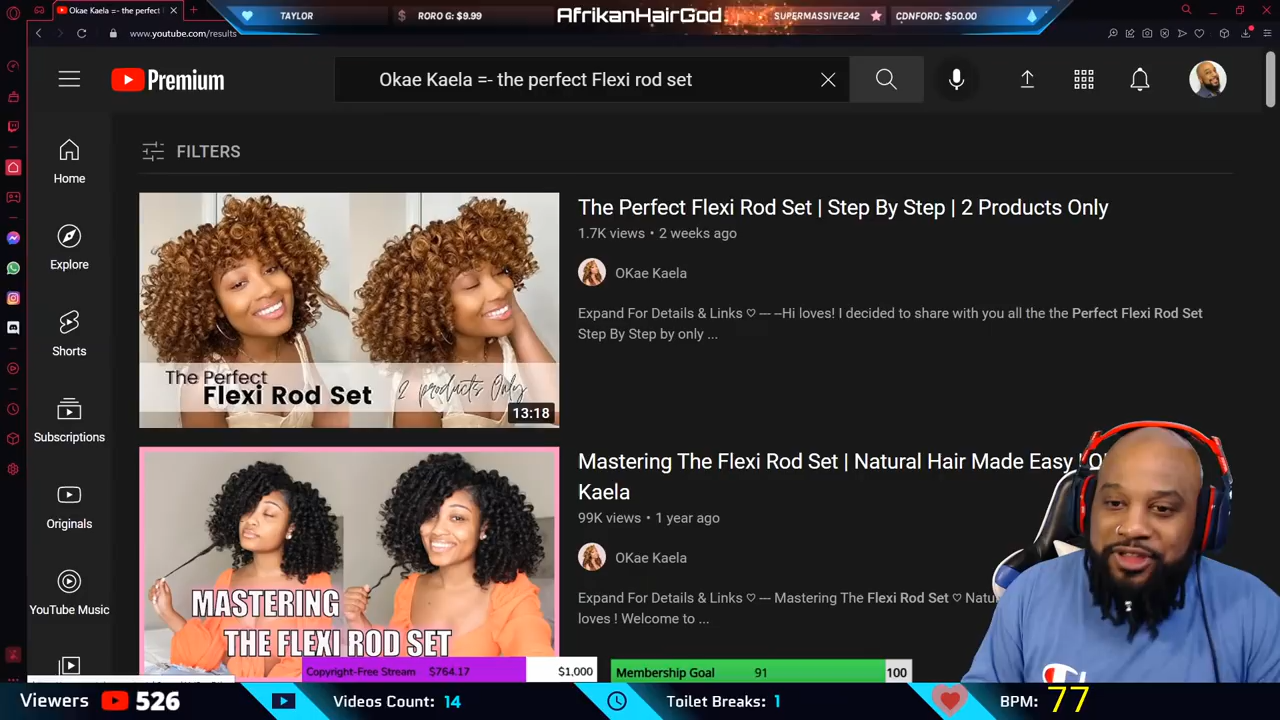 Okae Kaela =- the perfect
TAYLOR
$ RORO G: $9.99
AfrikanHairGod
SUPERMASSIVE242
CDNFORD: $50.00
www.youtube.com/results
Premium
Okae Kaela =- the perfect Flexi rod set
FILTERS
Home
Explore
Shorts
Subscriptions
Originals
YouTube Music
The Perfect
Flexi Rod Set
2 products Only
13:18
The Perfect Flexi Rod Set | Step By Step | 2 Products Only
1.7K views • 2 weeks ago
OKae Kaela
Expand For Details & Links ♡ --- --Hi loves! I decided to share with you all the the Perfect Flexi Rod Set
Step By Step by only ...
MASTERING
THE FLEXI ROD SET
Mastering The Flexi Rod Set | Natural Hair Made Easy |
Kaela
99K views • 1 year ago
OKae Kaela
Expand For Details & Links ♡ --- Mastering The Flexi Rod Set ♡
loves ! Welcome to ...
Copyright-Free Stream $764.17 $1,000
Membership Goal 91 100
Viewers 526
Videos Count: 14
Toilet Breaks: 1
BPM: 77